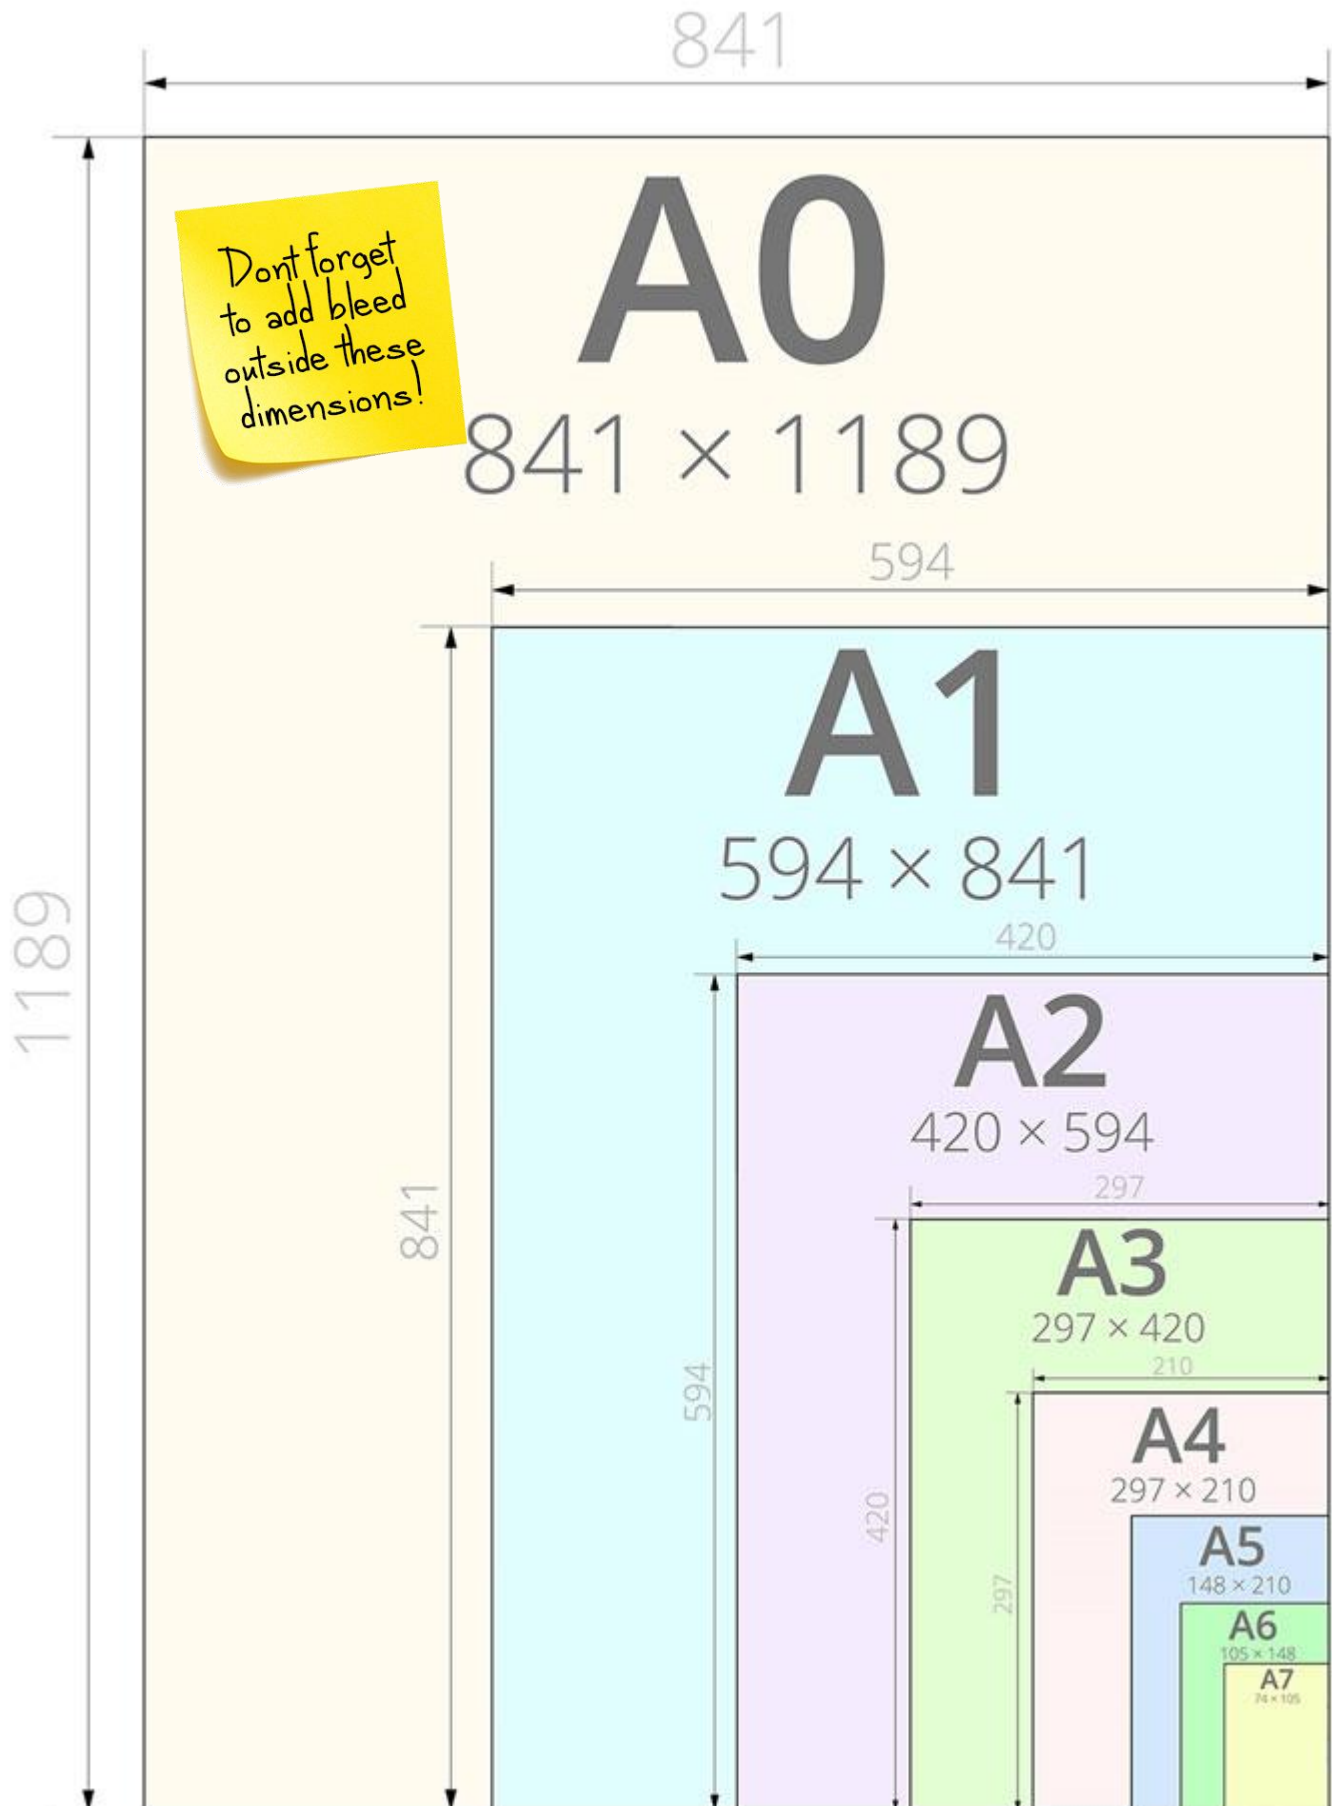 841
Dont forget
to add bleed
outside these
dimensions!
A0
841 × 1189
594
A1
594 × 841
1189
420
A2
420 × 594
841
297
A3
297 × 420
594
210
A4
297 × 210
420
A5
148 × 210
297
A6
105 × 148
A7
74 × 105